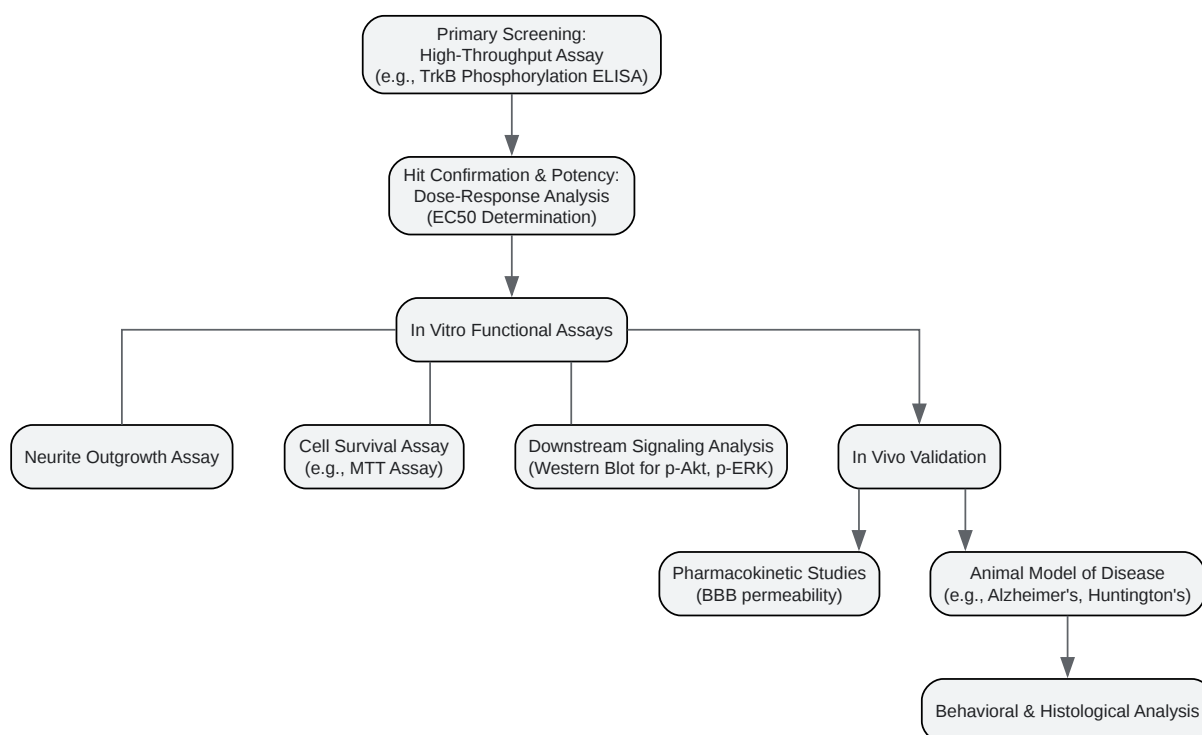 Primary Screening:
High-Throughput Assay
(e.g., TrkB Phosphorylation ELISA)
Hit Confirmation & Potency:
Dose-Response Analysis
(EC50 Determination)
In Vitro Functional Assays
Neurite Outgrowth Assay
Cell Survival Assay
(e.g., MTT Assay)
Downstream Signaling Analysis
(Western Blot for p-Akt, p-ERK)
In Vivo Validation
Pharmacokinetic Studies
(BBB permeability)
Animal Model of Disease
(e.g., Alzheimer's, Huntington's)
Behavioral & Histological Analysis